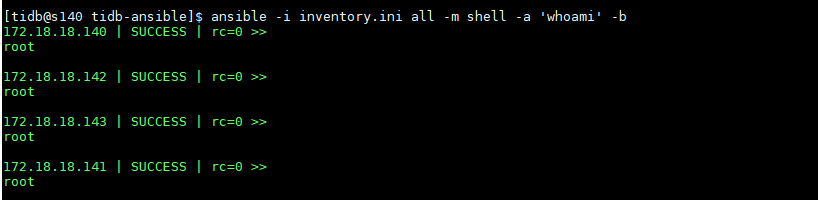 [tidb@s140 tidb-ansible]$ ansible -i inventory.ini all -m shell -a 'whoami' -b
172.18.18.140 | SUCCESS | rc=0 >>
root
172.18.18.142 | SUCCESS | rc=0 >>
root
172.18.18.143 | SUCCESS | rc=0 >>
root
172.18.18.141 | SUCCESS | rc=0 >>
root